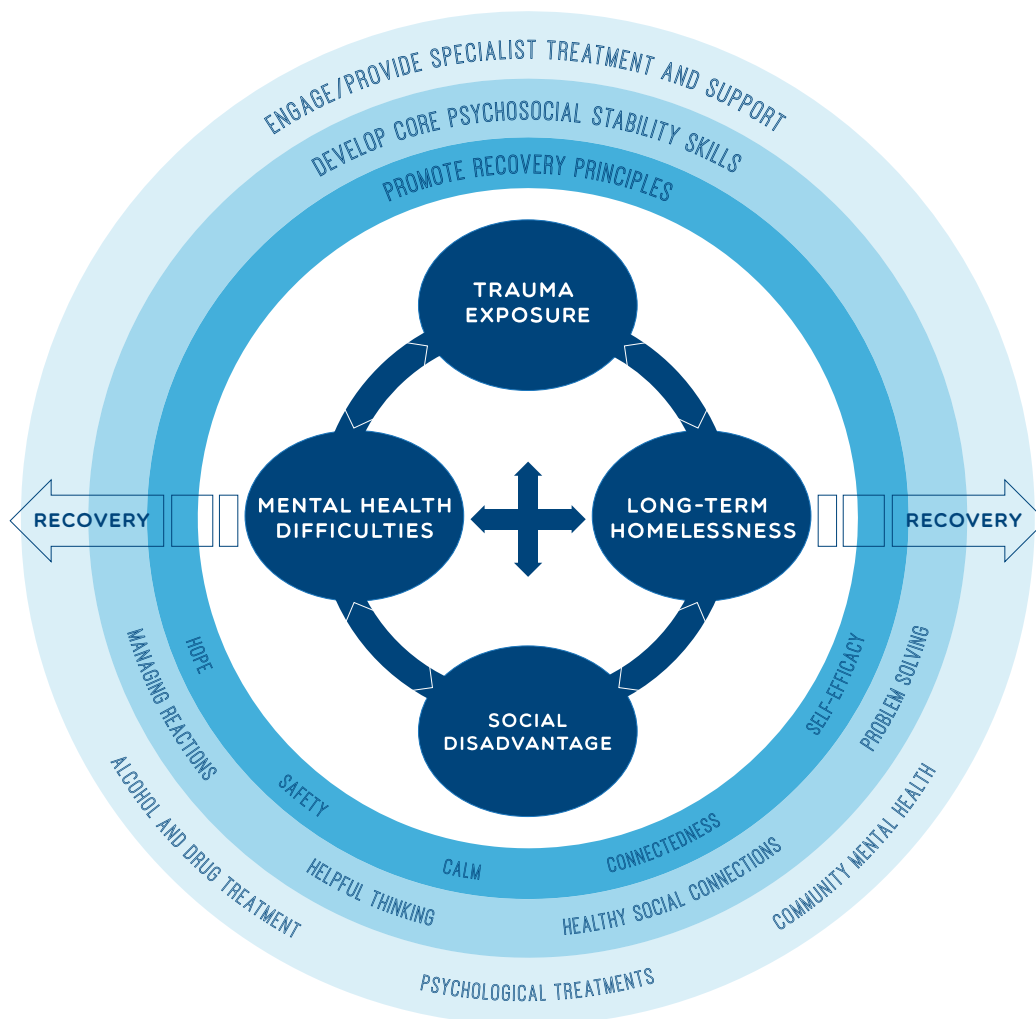 ENGAGE/PROVIDE SPECIALIST TREATMENT AND SUPPORT
DEVELOP CORE PSYCHOSOCIAL STABILITY SKILLS
PROMOTE RECOVERY PRINCIPLES
TRAUMA
EXPOSURE
MENTAL HEALTH
DIFFICULTIES
LONG-TERM
HOMELESSNESS
RECOVERY
RECOVERY
SOCIAL
DISADVANTAGE
HOPE
SAFETY
CALM
CONNECTEDNESS
SELF-EFFICACY
MANAGING REACTIONS
HELPFUL THINKING
HEALTHY SOCIAL CONNECTIONS
PROBLEM SOLVING
ALCOHOL AND DRUG TREATMENT
PSYCHOLOGICAL TREATMENTS
COMMUNITY MENTAL HEALTH